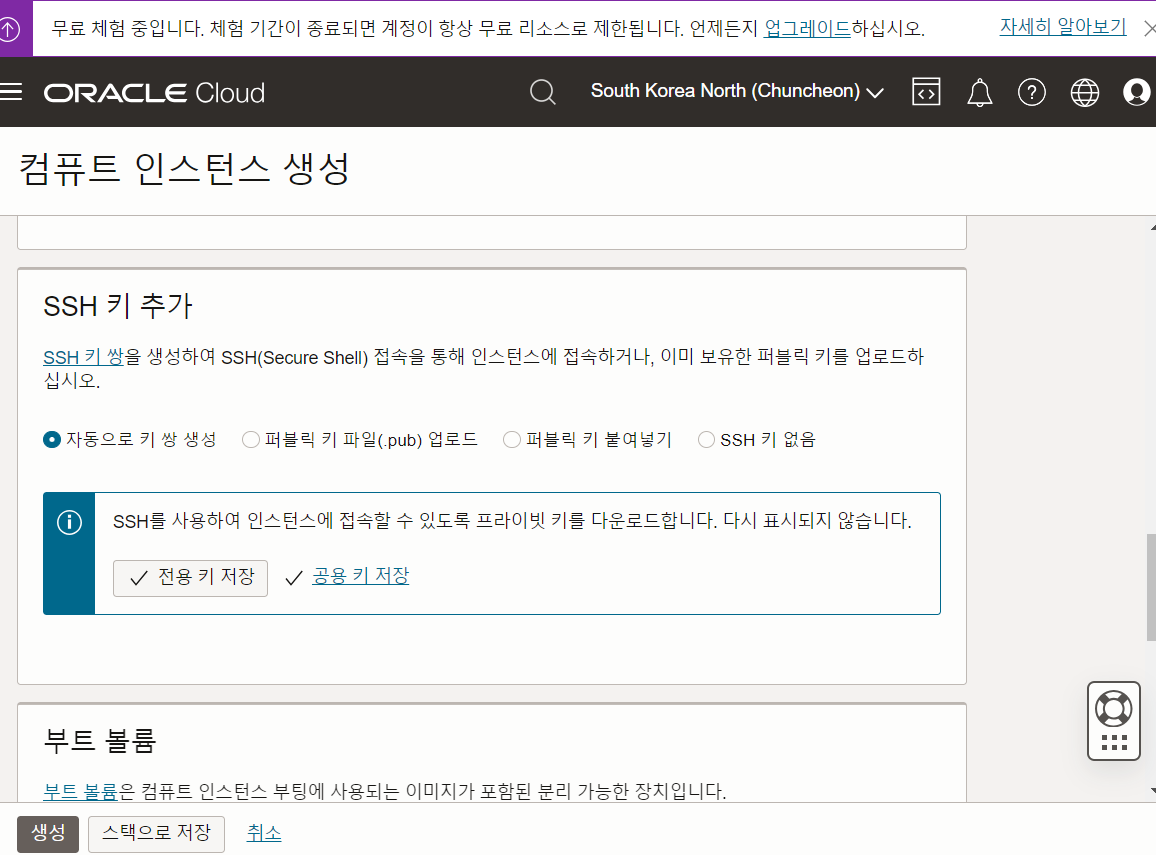 무료 체험 중입니다. 체험 기간이 종료되면 계정이 항상 무료 리소스로 제한됩니다. 언제든지 업그레이드하십시오. 자세히 알아보기
ORACLE Cloud South Korea North (Chuncheon)
컴퓨트 인스턴스 생성
SSH 키 추가
SSH 키 쌍을 생성하여 SSH(Secure Shell) 접속을 통해 인스턴스에 접속하거나, 이미 보유한 퍼블릭 키를 업로드하
십시오.
자동으로 키 쌍 생성 퍼블릭 키 파일(.pub) 업로드 퍼블릭 키 붙여넣기 SSH 키 없음
SSH를 사용하여 인스턴스에 접속할 수 있도록 프라이빗 키를 다운로드합니다. 다시 표시되지 않습니다.
전용 키 저장 공용 키 저장
부트 볼륨
부트 볼륨은 컴퓨트 인스턴스 부팅에 사용되는 이미지가 포함된 분리 가능한 장치입니다.
생성 스택으로 저장 취소